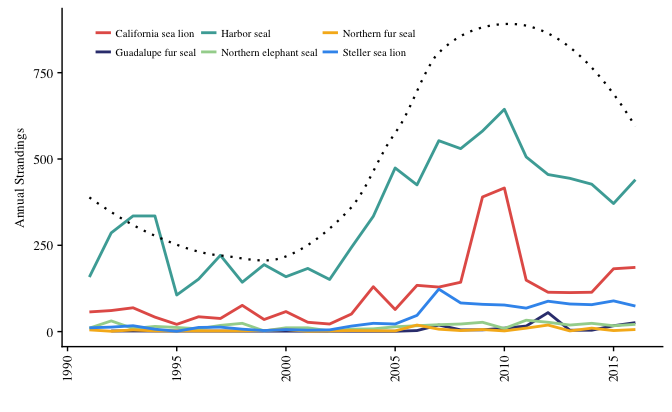 California sea lion Harbor seal Northern fur seal
Guadalupe fur seal Northern elephant seal Steller sea lion
Annual Strandings
750
500
250
0
1990 1995 2000 2005 2010 2015